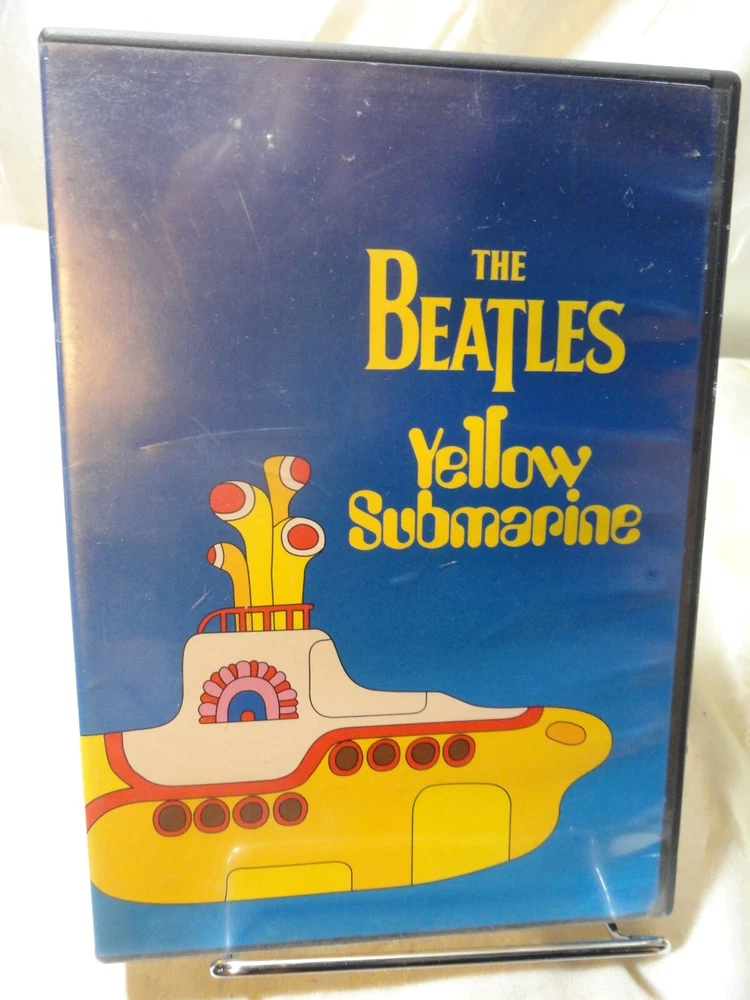 THE
BEATLES
Yellow
Submarine